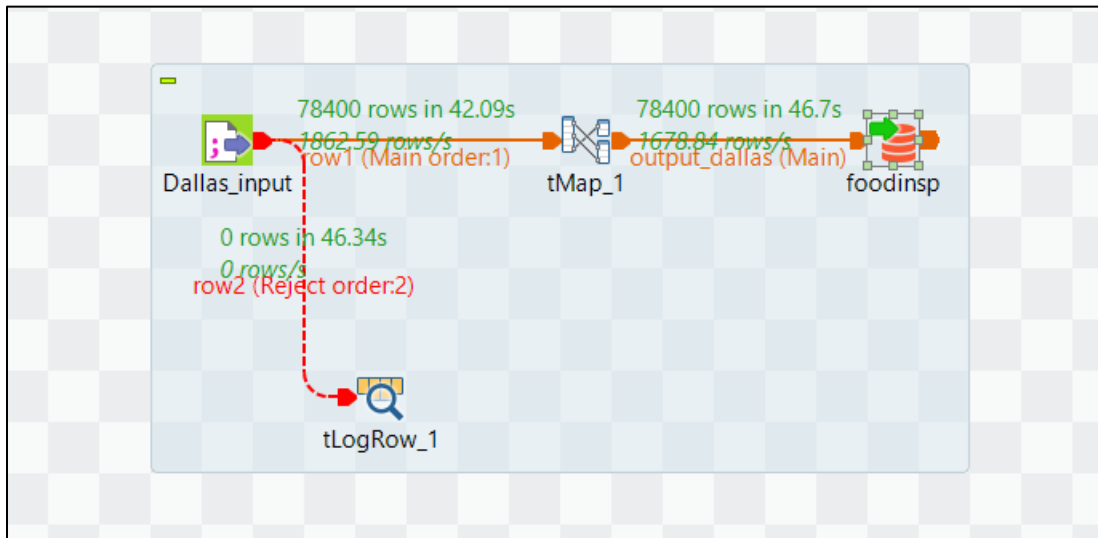 78400 rows in 42.09s
1862.59 rows/s
row1 (Main order:1)
78400 rows in 46.7s
1678.84 rows/s
output_dallas (Main)
Dallas_input
tMap_1
foodinsp
0 rows in 46.34s
0 rows/s
row2 (Reject order:2)
tLogRow_1